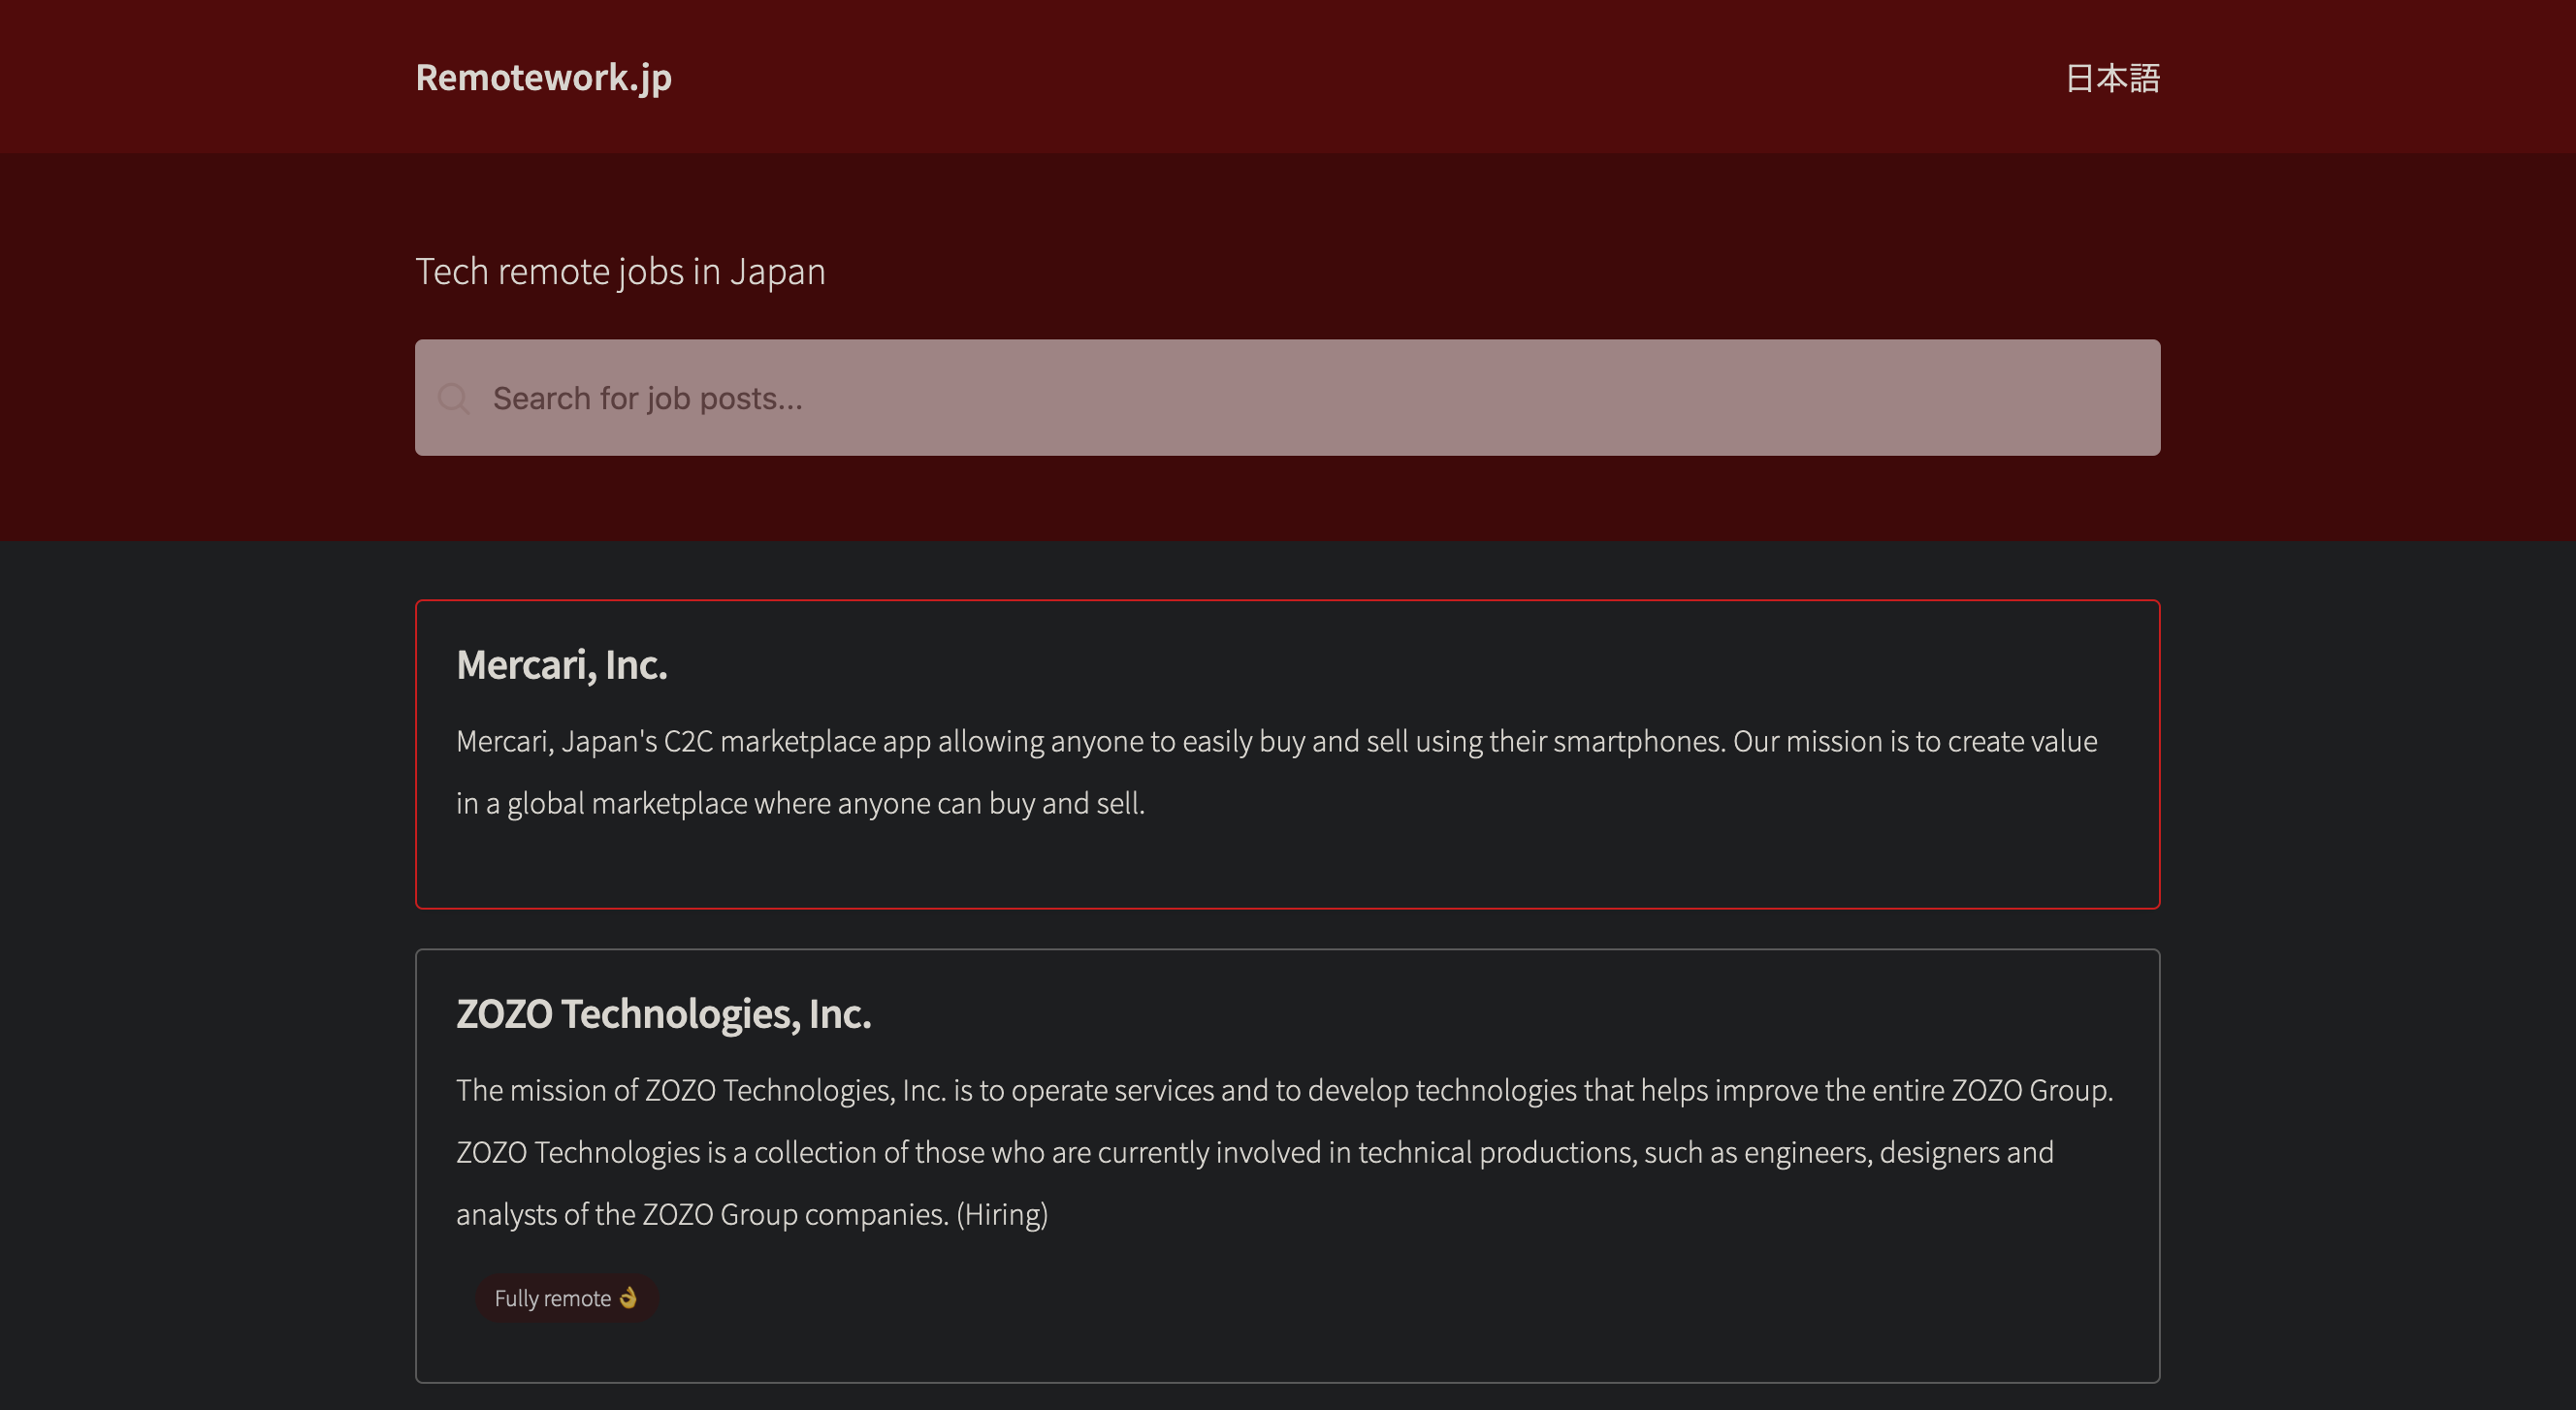 Remotework.jp
日本語
Tech remote jobs in Japan
Search for job posts...
Mercari, Inc.
Mercari, Japan's C2C marketplace app allowing anyone to easily buy and sell using their smartphones. Our mission is to create value
in a global marketplace where anyone can buy and sell.
ZOZO Technologies, Inc.
The mission of ZOZO Technologies, Inc. is to operate services and to develop technologies that helps improve the entire ZOZO Group.
ZOZO Technologies is a collection of those who are currently involved in technical productions, such as engineers, designers and
analysts of the ZOZO Group companies. (Hiring)
Fully remote 👌